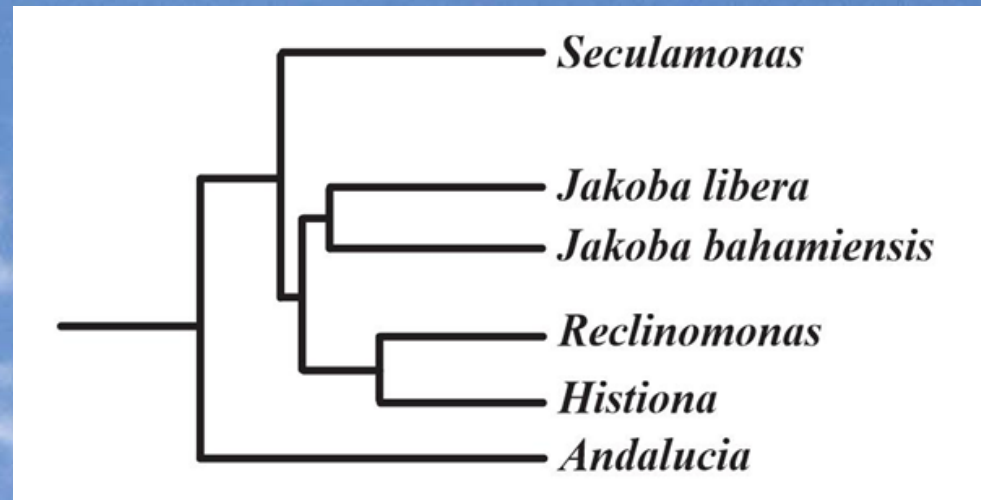 Seculamonas
Jakoba libera
Jakoba bahamiensis
Reclinomonas
Histiona
Andalucia